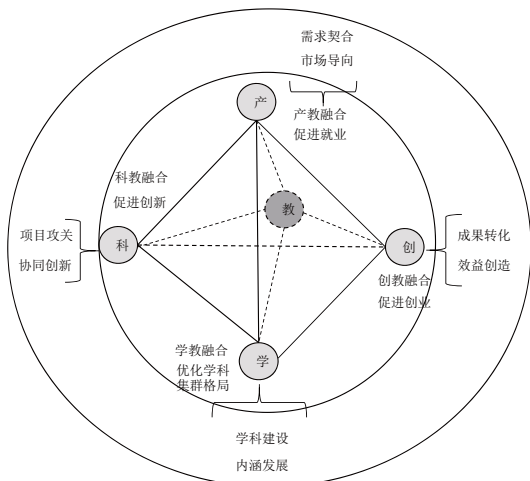 需求契合
市场导向
产
产教融合
促进就业
科教融合
促进创新
教
项目攻关
协同创新
科
创
成果转化
效益创造
创教融合
促进创业
学教融合
优化学科
集群格局
学
学科建设
内涵发展